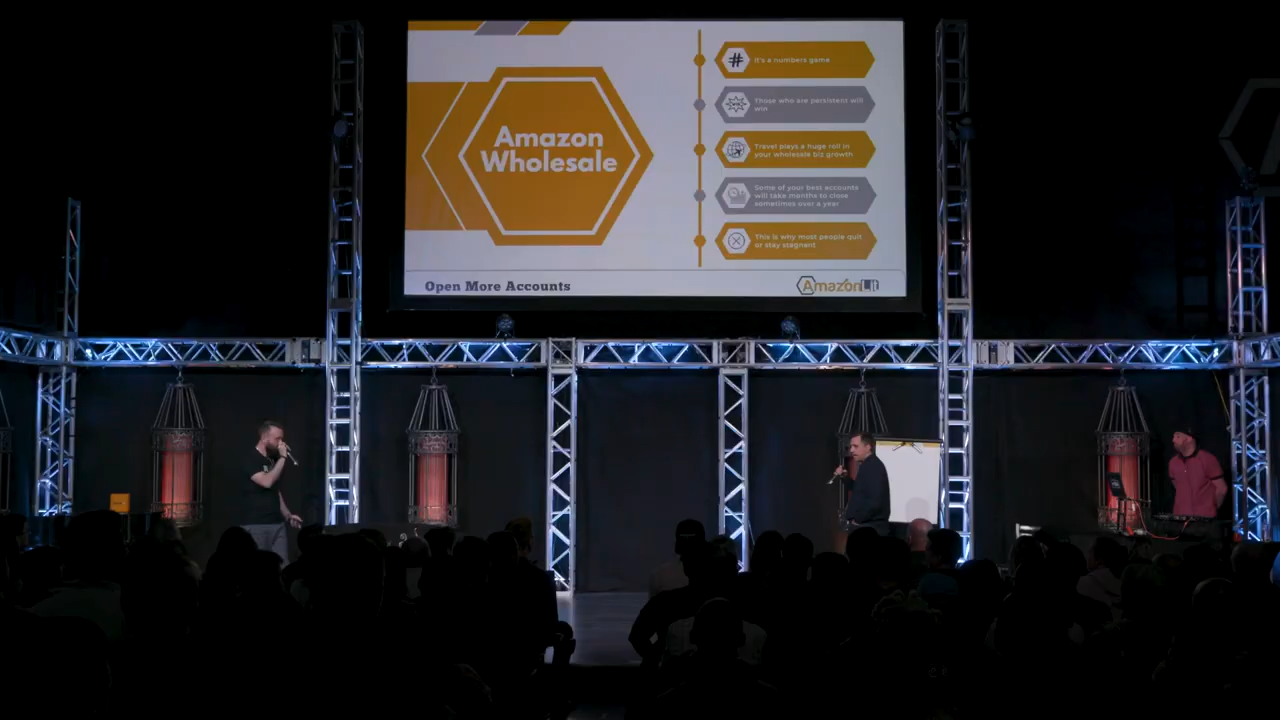 Amazon
Wholesale
#
It's a numbers game
Those who are persistent will
win
Travel plays a huge roll in
your wholesale biz growth
Some of your best accounts
will take months to close
sometimes over a year
This is why most people quit
or stay stagnent
Open More Accounts
AmazonLit